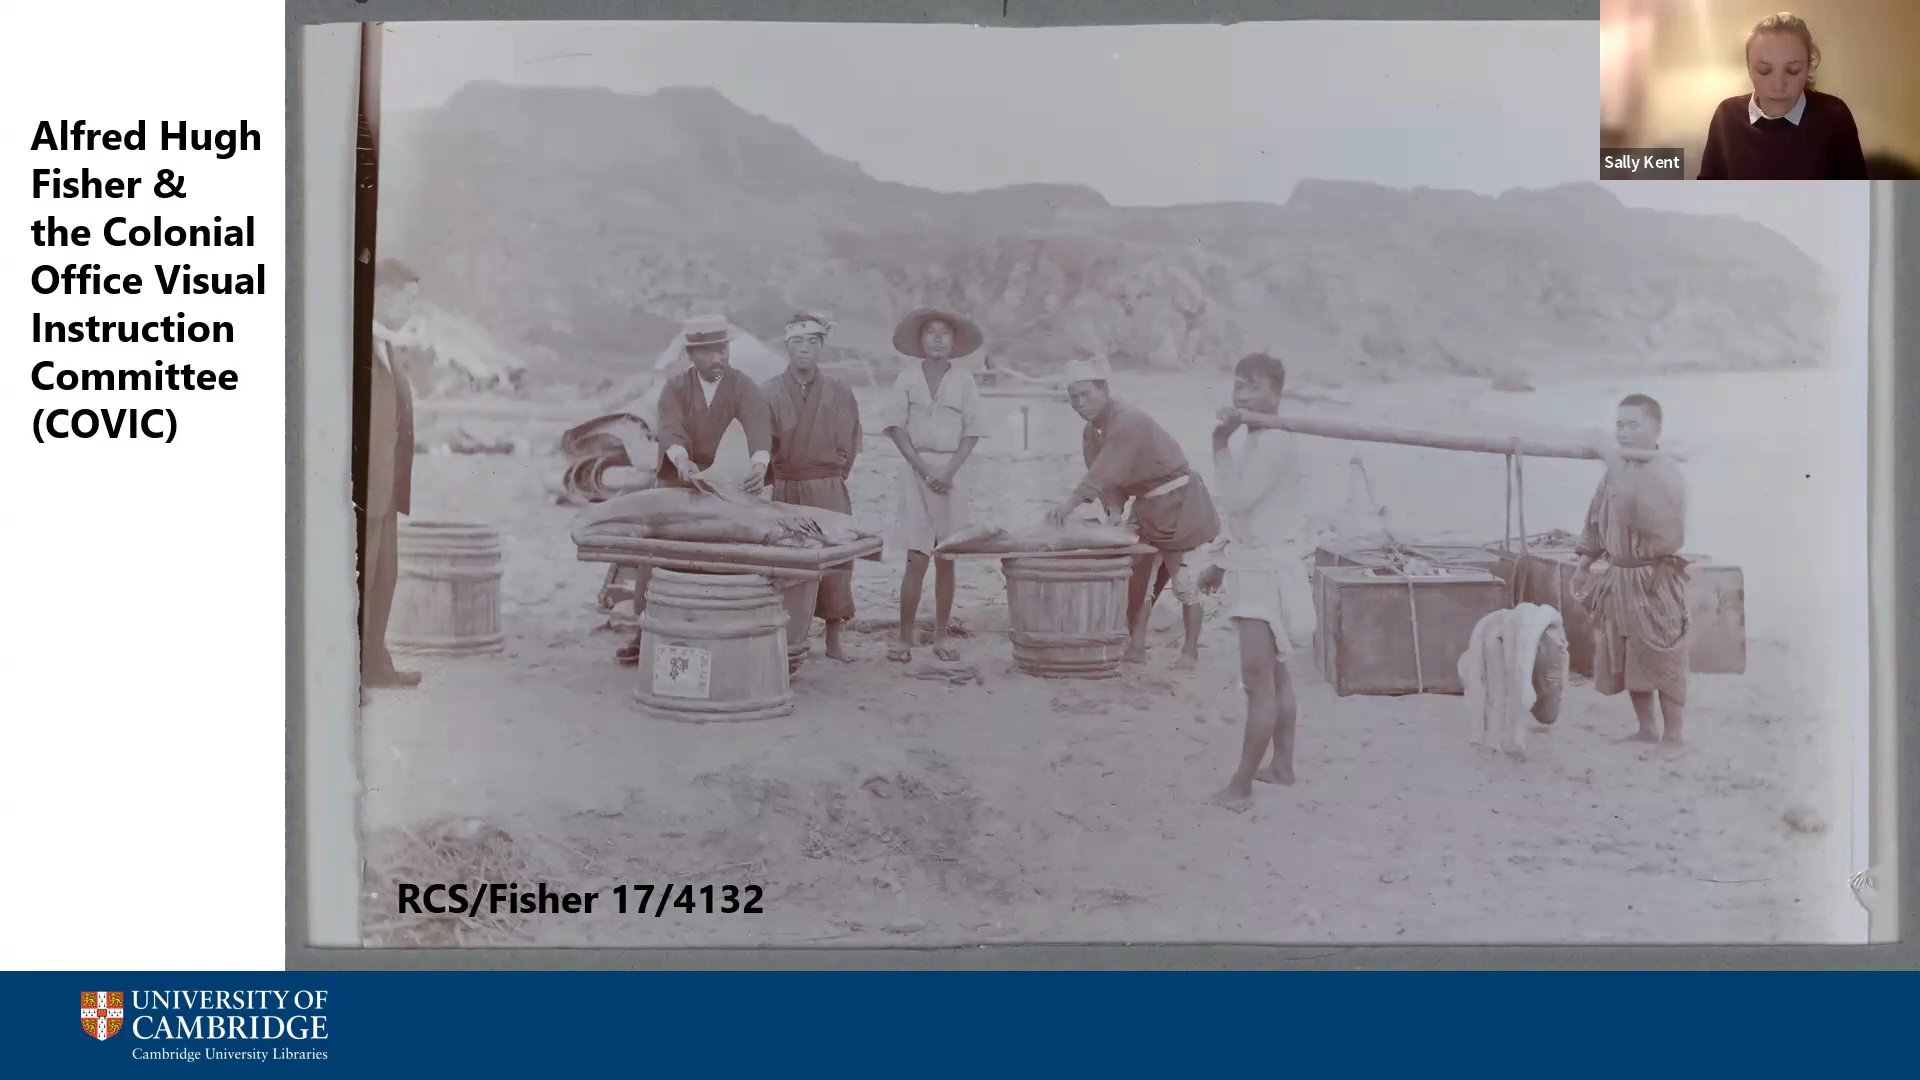 Alfred Hugh
Fisher &
the Colonial
Office Visual
Instruction
Committee
(COVIC)
Sally Kent
RCS/Fisher 17/4132
UNIVERSITY OF
CAMBRIDGE
Cambridge University Libraries